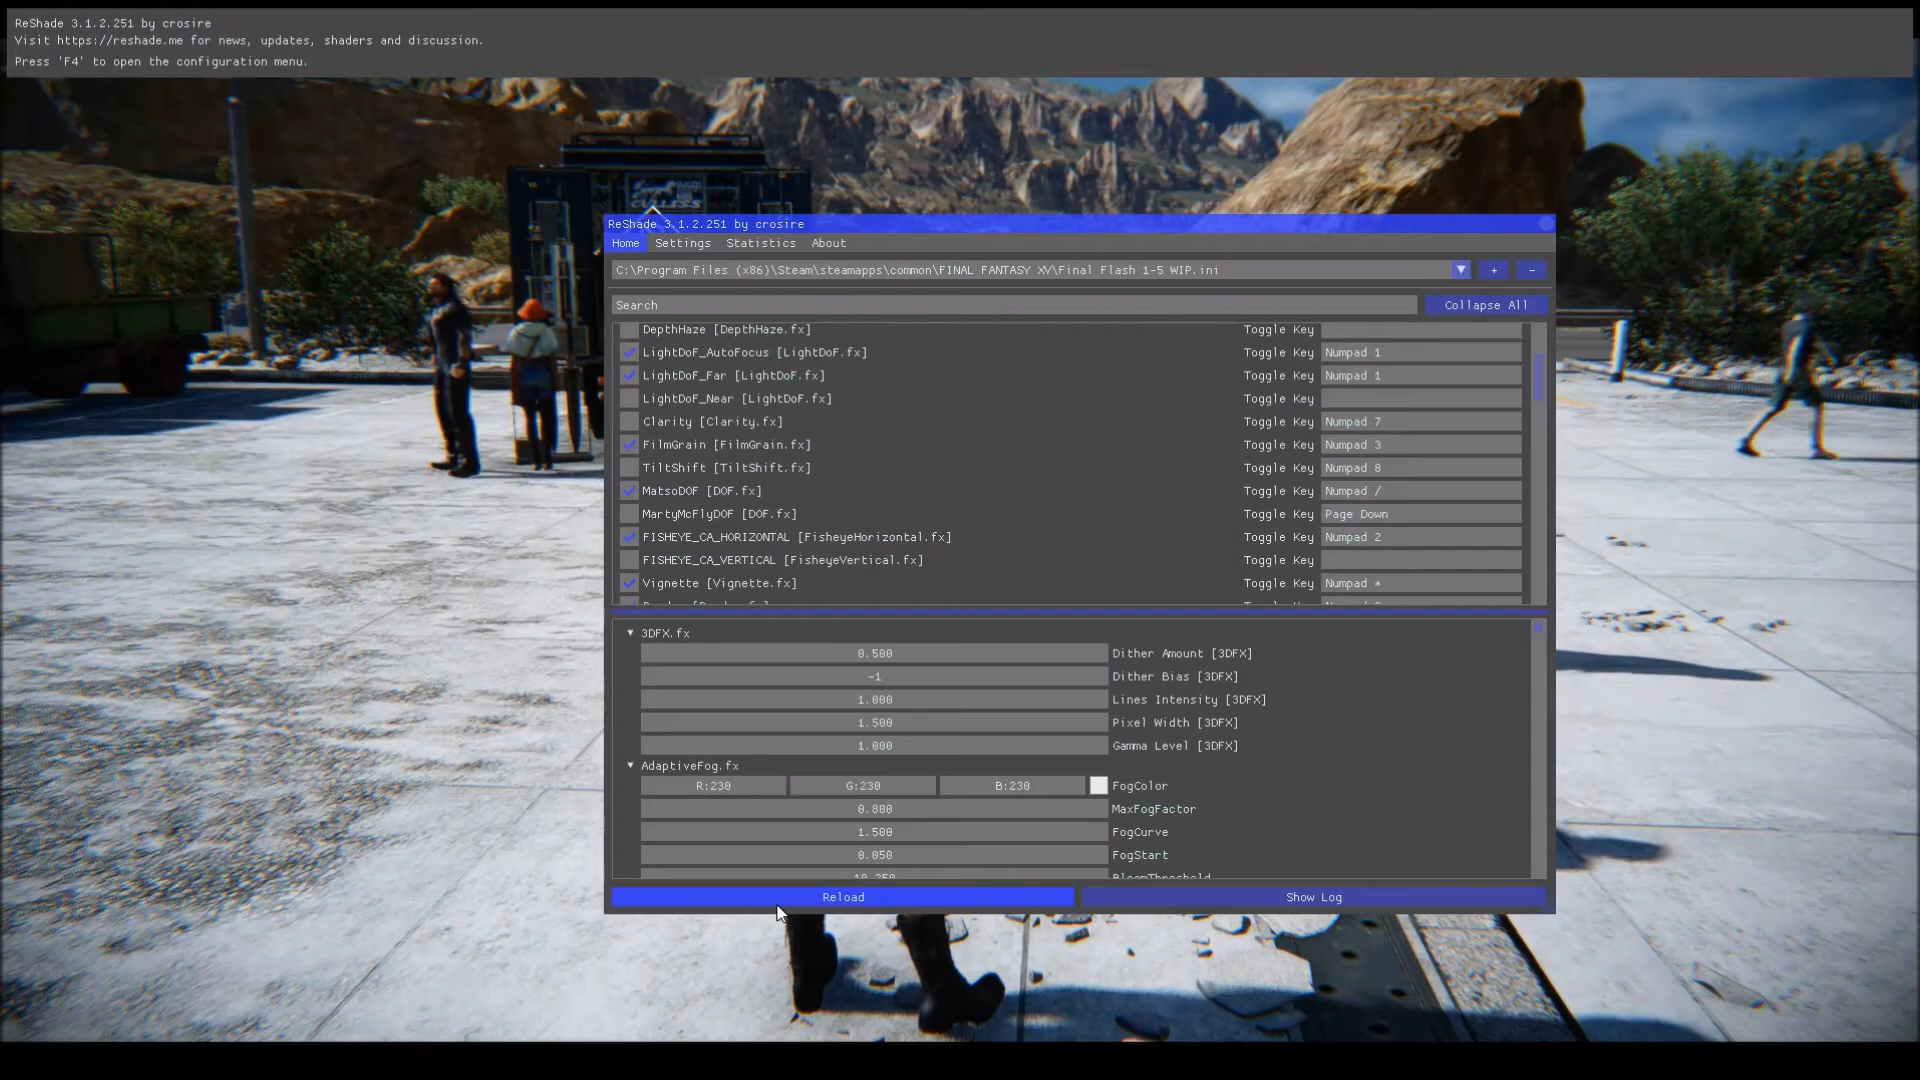 ReShade 3.1.2.251 by crosire
Visit https://reshade.me for news, updates, shaders and discussion.
Press 'F4' to open the configuration menu.
ReShade 3.1.2.251 by crosire
Home Settings Statistics About
C:\Program Files (x86)\Steam\steamapps\common\FINAL FANTASY XV\Final Flash 1-5 WIP.ini + -
Search Collapse All
DepthHaze [DepthHaze.fx] Toggle Key
LightDoF_AutoFocus [LightDoF.fx] Toggle Key Numpad 1
LightDoF_Far [LightDoF.fx] Toggle Key Numpad 1
LightDoF_Near [LightDoF.fx] Toggle Key
Clarity [Clarity.fx] Toggle Key Numpad 7
FilmGrain [FilmGrain.fx] Toggle Key Numpad 3
TiltShift [TiltShift.fx] Toggle Key Numpad 8
MatsoDOF [DOF.fx] Toggle Key Numpad /
MartyMcFlyDOF [DOF.fx] Toggle Key Page Down
FISHEYE_CA_HORIZONTAL [FisheyeHorizontal.fx] Toggle Key Numpad 2
FISHEYE_CA_VERTICAL [FisheyeVertical.fx] Toggle Key
Vignette [Vignette.fx] Toggle Key Numpad *
3DFX.fx
0.500 Dither Amount [3DFX]
-1 Dither Bias [3DFX]
1.000 Lines Intensity [3DFX]
1.500 Pixel Width [3DFX]
1.000 Gamma Level [3DFX]
AdaptiveFog.fx
R:230 G:230 B:230 FogColor
0.800 MaxFogFactor
1.500 FogCurve
0.050 FogStart
10.250 BloomThreshold
Reload Show Log